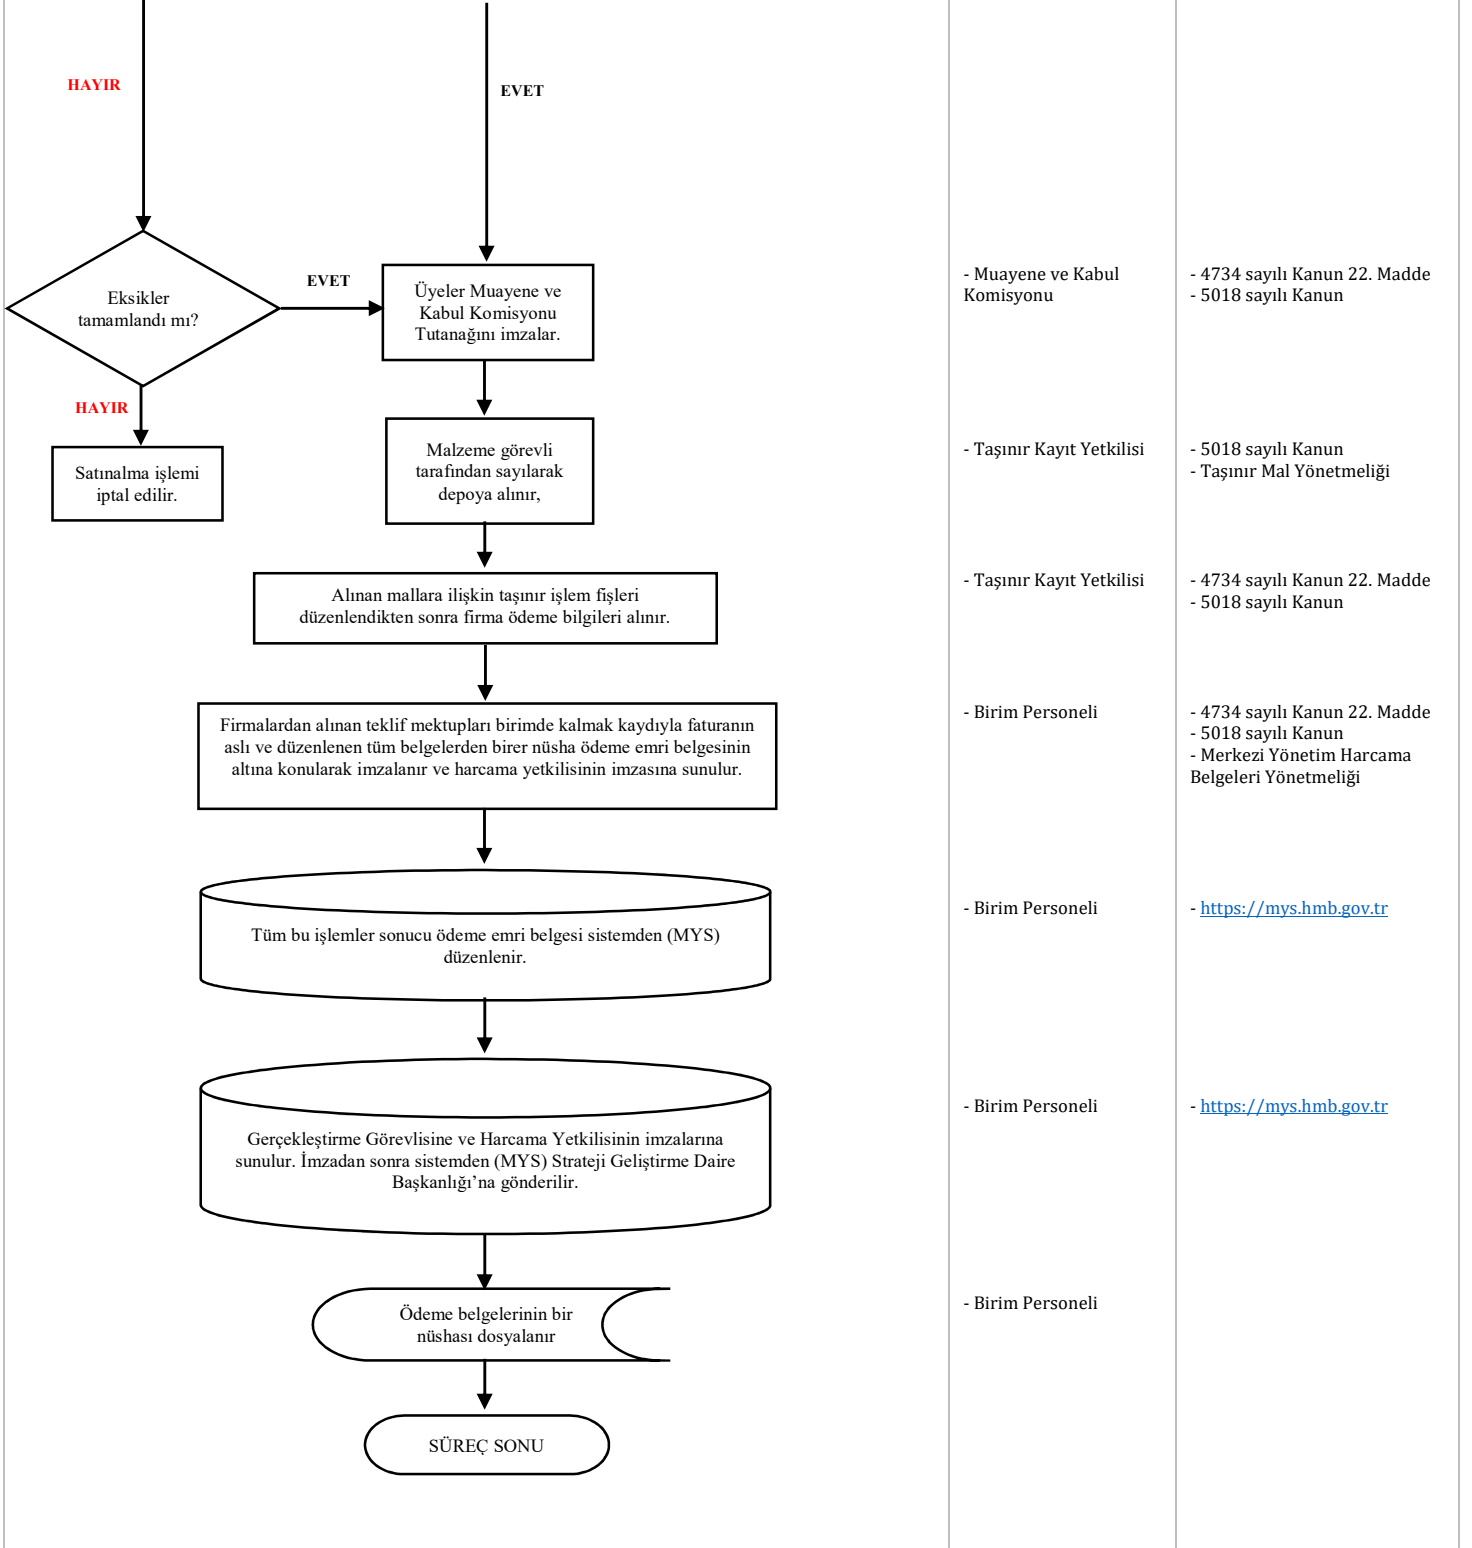 HAYIR
EVET
Eksikler
tamamlandı mı?
EVET
Üyeler Muayene ve
Kabul Komisyonu
Tutanağını imzalar.
- Muayene ve Kabul
Komisyonu
- 4734 sayılı Kanun 22. Madde
- 5018 sayılı Kanun
HAYIR
Satınalma işlemi
iptal edilir.
Malzeme görevli
tarafından sayılarak
depoya alınır,
- Taşınır Kayıt Yetkilisi
- 5018 sayılı Kanun
- Taşınır Mal Yönetmeliği
Alınan mallara ilişkin taşınır işlem fişleri
düzenlendikten sonra firma ödeme bilgileri alınır.
- Taşınır Kayıt Yetkilisi
- 4734 sayılı Kanun 22. Madde
- 5018 sayılı Kanun
Firmalardan alınan teklif mektupları birimde kalmak kaydıyla faturanın
aslı ve düzenlenen tüm belgelerden birer nüsha ödeme emri belgesinin
altına konularak imzalanır ve harcama yetkilisinin imzasına sunulur.
- Birim Personeli
- 4734 sayılı Kanun 22. Madde
- 5018 sayılı Kanun
- Merkezi Yönetim Harcama
Belgeleri Yönetmeliği
Tüm bu işlemler sonucu ödeme emri belgesi sistemden (MYS)
düzenlenir.
- Birim Personeli
- https://mys.hmb.gov.tr
Gerçekleştirme Görevlisine ve Harcama Yetkilisinin imzalarına
sunulur. İmzadan sonra sistemden (MYS) Strateji Geliştirme Daire
Başkanlığı’na gönderilir.
- Birim Personeli
- https://mys.hmb.gov.tr
Ödeme belgelerinin bir
nüshası dosyalanır
- Birim Personeli
SÜREÇ SONU